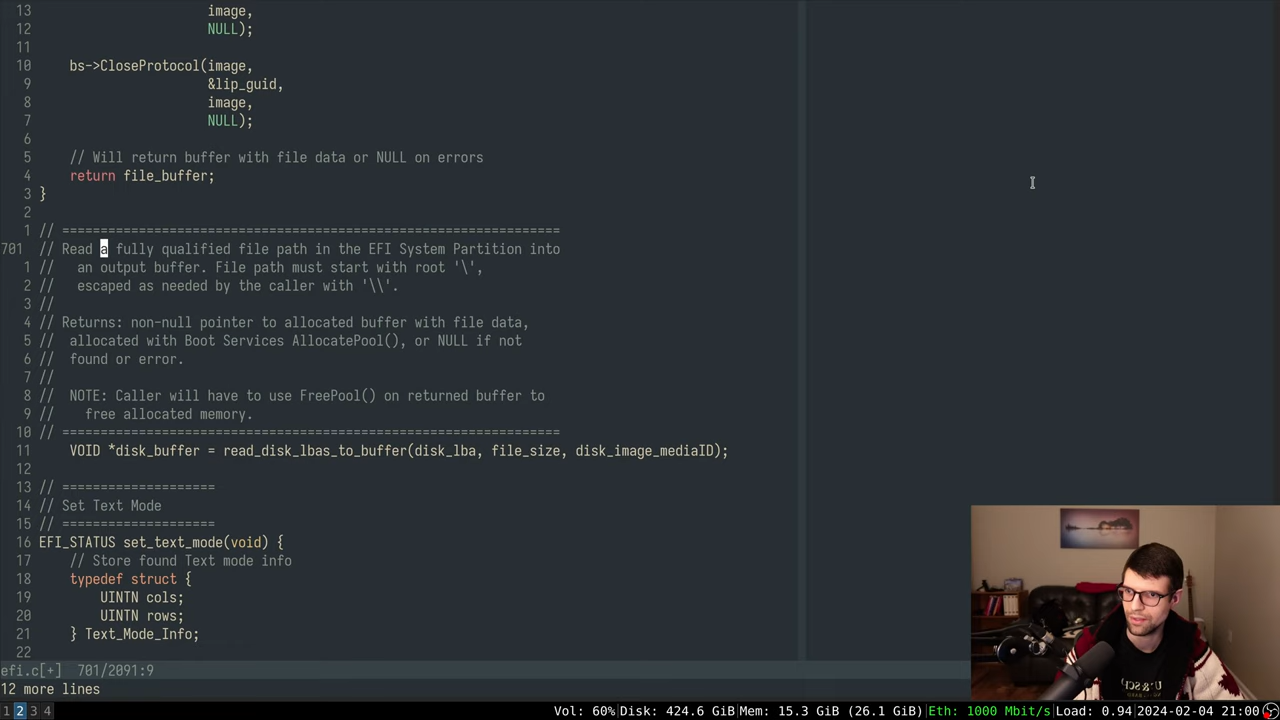 13                      image,
12                      NULL);
11
10    bs->CloseProtocol(image,
9                      &lip_guid,
8                      image,
7                      NULL);
6
5    // Will return buffer with file data or NULL on errors
4    return file_buffer;
3 }
2
1 // =================================================================
701 // Read a fully qualified file path in the EFI System Partition into
1 //   an output buffer. File path must start with root '\',
2 //   escaped as needed by the caller with '\\'.
3 //
4 // Returns: non-null pointer to allocated buffer with file data,
5 //  allocated with Boot Services AllocatePool(), or NULL if not
6 //  found or error.
7 //
8 //  NOTE: Caller will have to use FreePool() on returned buffer to
9 //    free allocated memory.
10 // =================================================================
11    VOID *disk_buffer = read_disk_lbas_to_buffer(disk_lba, file_size, disk_image_mediaID);
12
13 // ====================
14 // Set Text Mode
15 // ====================
16 EFI_STATUS set_text_mode(void) {
17    // Store found Text mode info
18    typedef struct {
19        UINTN cols;
20        UINTN rows;
21    } Text_Mode_Info;
22
efi.c[+]  701/2091:9
12 more lines
1 2 3 4 Vol: 60%|Disk: 424.6 GiB|Mem: 15.3 GiB (26.1 GiB)|Eth: 1000 Mbit/s|Load: 0.94|2024-02-04 21:00